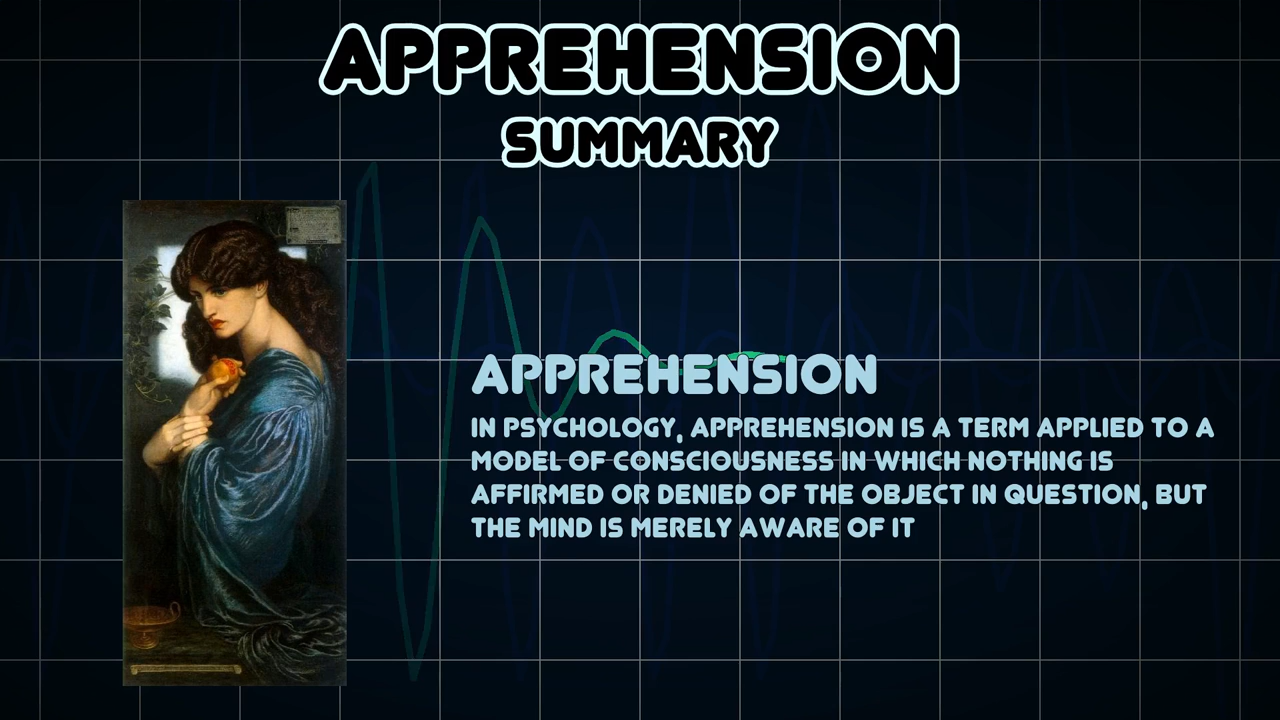 APPREHENSION
SUMMARY
APPREHENSION
IN PSYCHOLOGY, APPREHENSION IS A TERM APPLIED TO A
MODEL OF CONSCIOUSNESS IN WHICH NOTHING IS
AFFIRMED OR DENIED OF THE OBJECT IN QUESTION, BUT
THE MIND IS MERELY AWARE OF IT